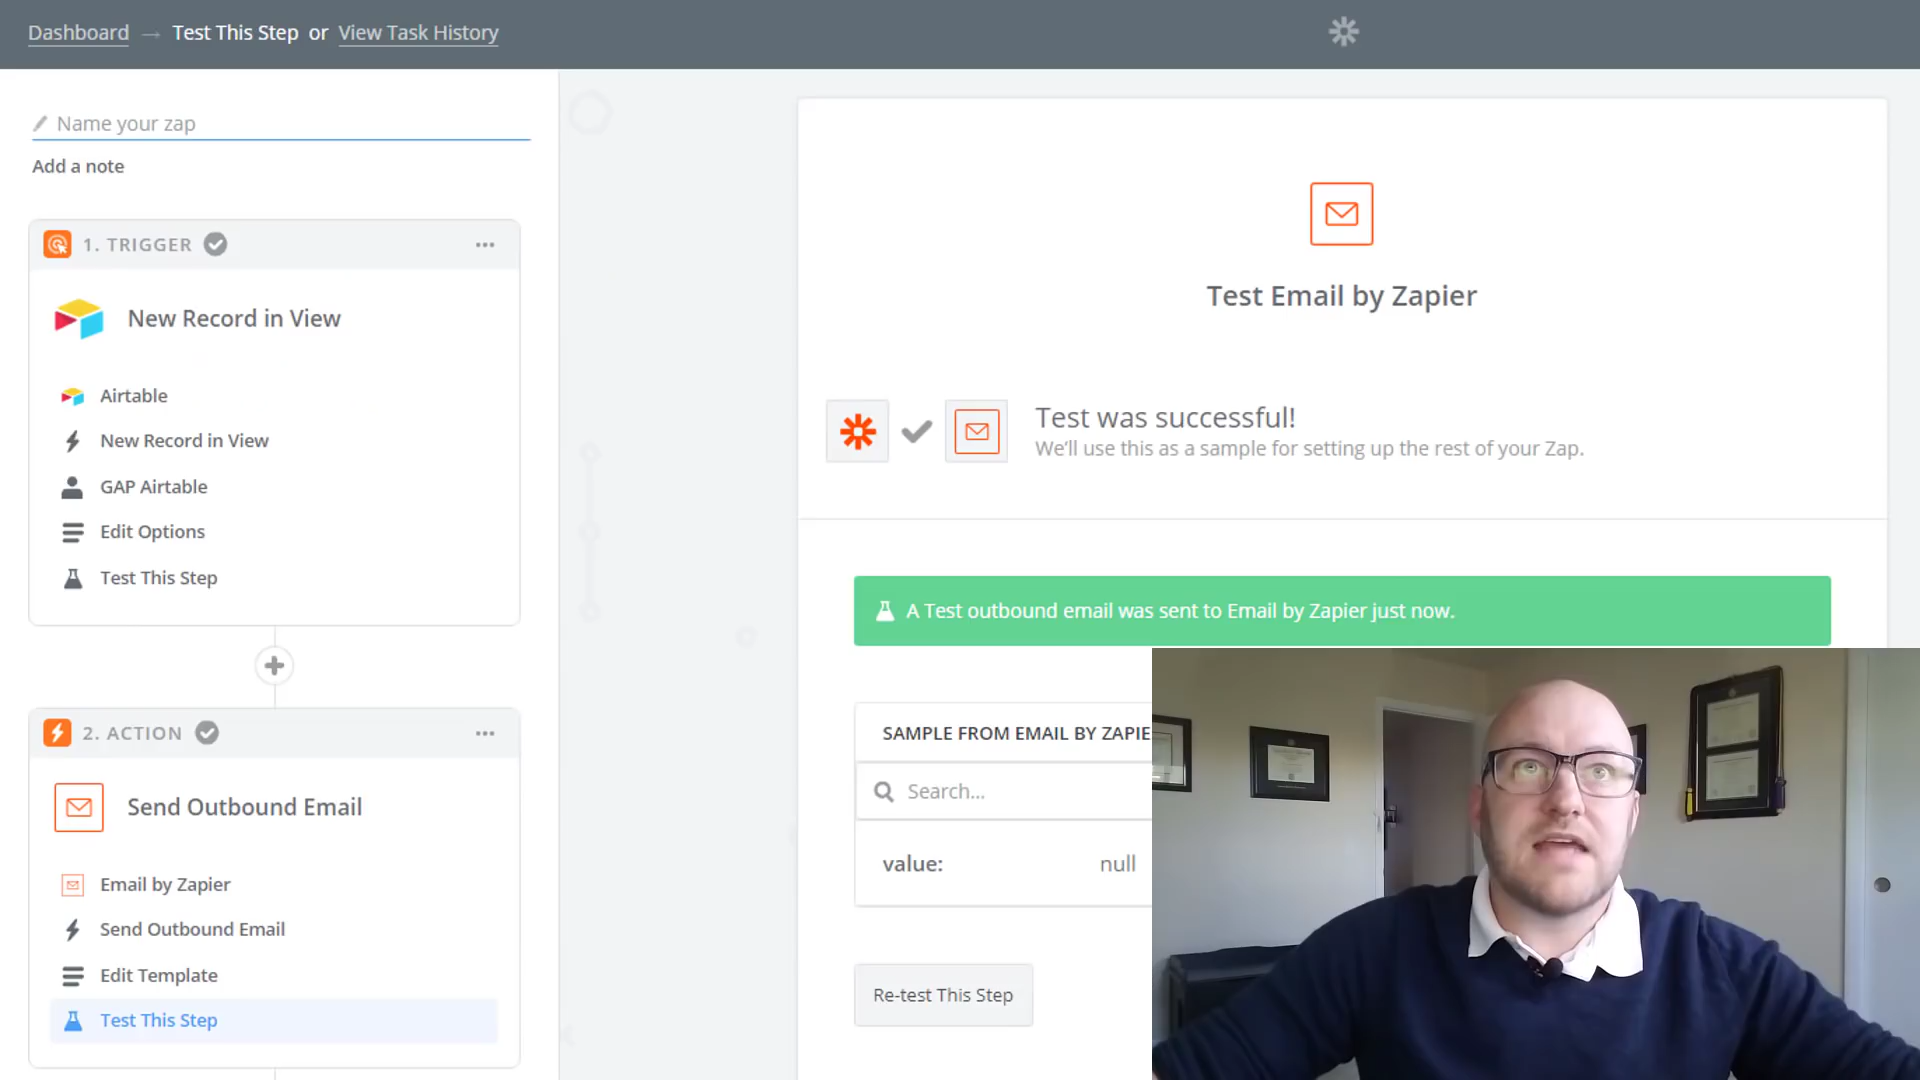 Dashboard → Test This Step or View Task History
Name your zap
Add a note
1. TRIGGER
New Record in View
Airtable
New Record in View
GAP Airtable
Edit Options
Test This Step
2. ACTION
Send Outbound Email
Email by Zapier
Send Outbound Email
Edit Template
Test This Step
Test Email by Zapier
Test was successful!
We'll use this as a sample for setting up the rest of your Zap.
A Test outbound email was sent to Email by Zapier just now.
SAMPLE FROM EMAIL BY ZAPIE
Search...
value: null
Re-test This Step